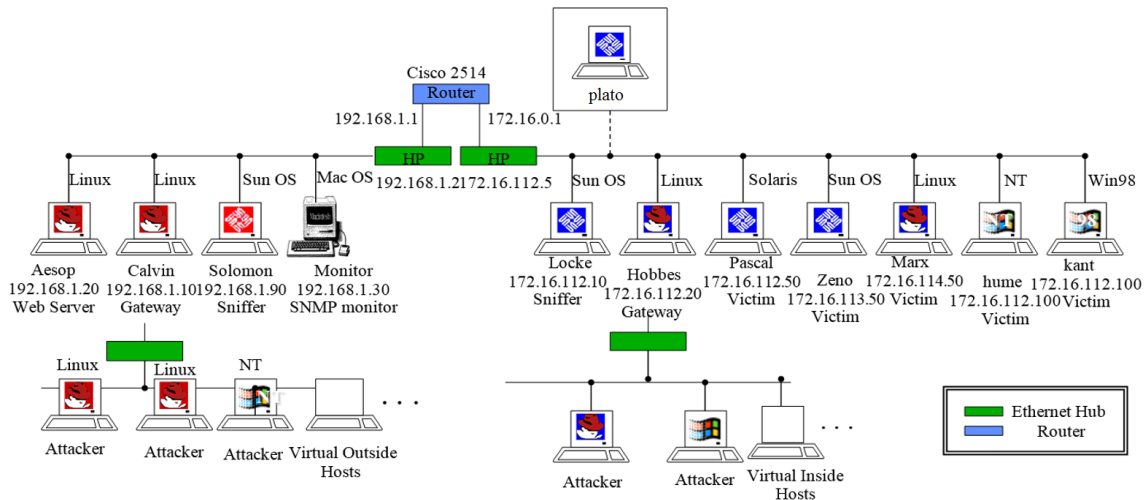 plato
Cisco 2514
Router
192.168.1.1
172.16.0.1
HP
HP
192.168.1.2
172.16.112.5
Linux
Linux
Sun OS
Mac OS
Sun OS
Linux
Solaris
Sun OS
Linux
NT
Win98
Aesop
192.168.1.20
Web Server
Calvin
192.168.1.10
Gateway
Solomon
192.168.1.90
Sniffer
Monitor
192.168.1.30
SNMP monitor
Locke
172.16.112.10
Sniffer
Hobbes
172.16.112.20
Gateway
Pascal
172.16.112.50
Victim
Zeno
172.16.113.50
Victim
Marx
172.16.114.50
Victim
hume
172.16.112.100
Victim
kant
172.16.112.100
Victim
NT
98
Linux
Linux
NT
NT
Attacker
Attacker
Attacker
Virtual Outside
Hosts
. . .
Attacker
Attacker
Virtual Inside
Hosts
. . .
Ethernet Hub
Router